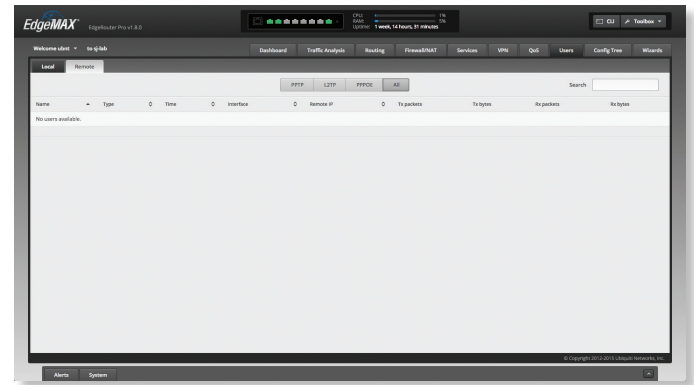 EdgeMAX EdgeRouter Pro v1.8.0
CPU: 1%
RAM: 5%
Uptime: 1 week, 14 hours, 31 minutes
CLI Toolbox
Welcome ubnt to sj-lab
Dashboard Traffic Analysis Routing Firewall/NAT Services VPN QoS Users Config Tree Wizards
Local Remote
PPTP L2TP PPPOE All Search
Name Type Time Interface Remote IP Tx packets Tx bytes Rx packets Rx bytes
No users available.
© Copyright 2012-2015 Ubiquiti Networks, Inc.
Alerts System